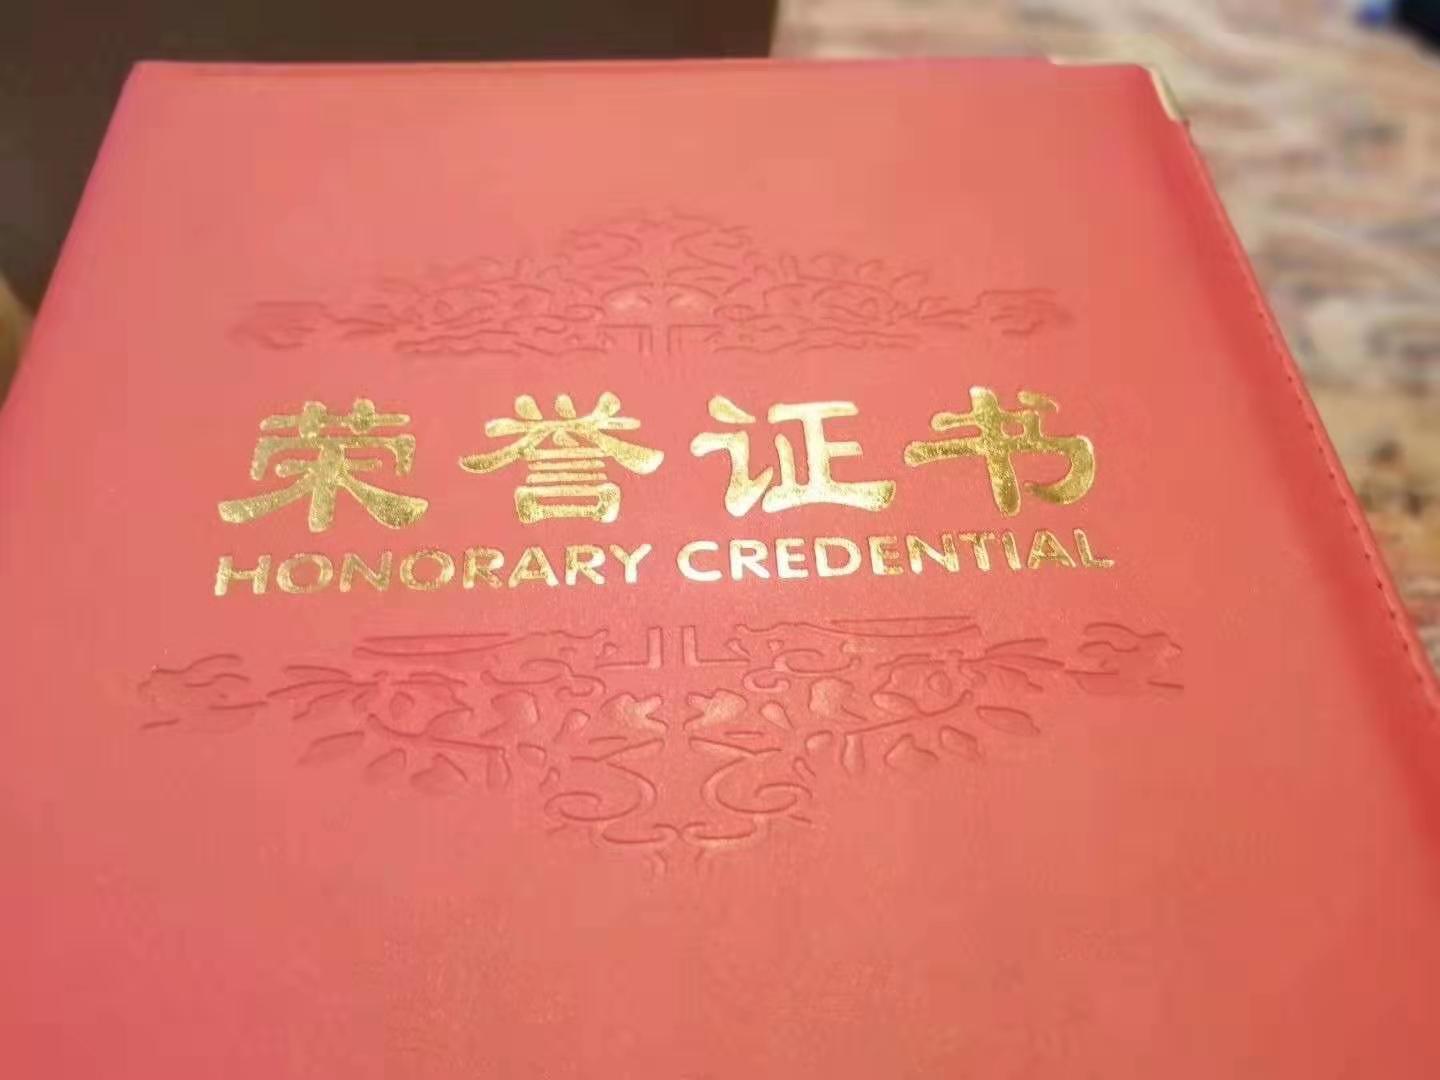 荣誉证书
HONORARY CREDENTIAL